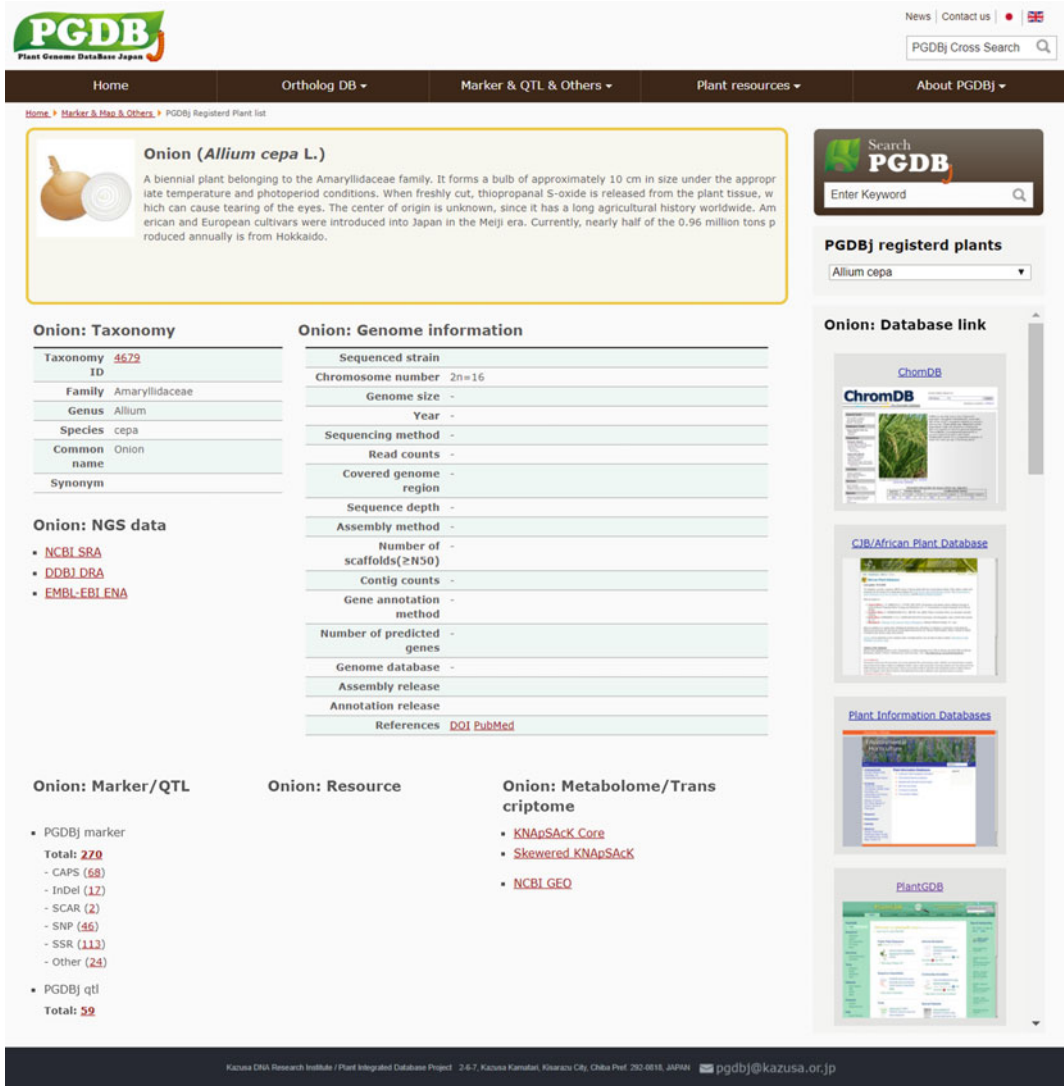 PGDBj
Plant Genome DataBase Japan
News | Contact us
PGDBj Cross Search
Home
Ortholog DB
Marker & QTL & Others
Plant resources
About PGDBj
Home Marker & Map & Others PGDBj Registerd Plant list
Onion (Allium cepa L.)
A biennial plant belonging to the Amaryllidaceae family. It forms a bulb of approximately 10 cm in size under the appropr
iate temperature and photoperiod conditions. When freshly cut, thiopropanal S-oxide is released from the plant tissue, w
hich can cause tearing of the eyes. The center of origin is unknown, since it has a long agricultural history worldwide. Am
erican and European cultivars were introduced into Japan in the Meiji era. Currently, nearly half of the 0.96 million tons p
roduced annually is from Hokkaido.
Search
PGDBj
Enter Keyword
PGDBj registerd plants
Allium cepa
Onion: Taxonomy
Taxonomy 4679
ID
Family Amaryllidaceae
Genus Allium
Species cepa
Common Onion
name
Synonym
Onion: NGS data
NCBI SRA
DDBJ DRA
EMBL-EBI ENA
Onion: Genome information
Sequenced strain
Chromosome number 2n=16
Genome size -
Year -
Sequencing method -
Read counts -
Covered genome -
region
Sequence depth -
Assembly method -
Number of -
scaffolds(≥N50)
Contig counts -
Gene annotation -
method
Number of predicted -
genes
Genome database -
Assembly release
Annotation release
References DOI PubMed
Onion: Database link
ChomDB
ChromDB
CJB/African Plant Database
Plant Information Databases
Environmental
Horticulture
PlantGDB
Onion: Marker/QTL
PGDBj marker
Total: 270
- CAPS (68)
- InDel (17)
- SCAR (2)
- SNP (46)
- SSR (113)
- Other (24)
PGDBj qtl
Total: 59
Onion: Resource
Onion: Metabolome/Trans
criptome
KNApSAcK Core
Skewered KNApSAcK
NCBI GEO
Kazusa DNA Research Institute / Plant Integrated Database Project 2-6-7, Kazusa Kamatari, Kisarazu City, Chiba Pref. 292-0818, JAPAN pgdbj@kazusa.or.jp